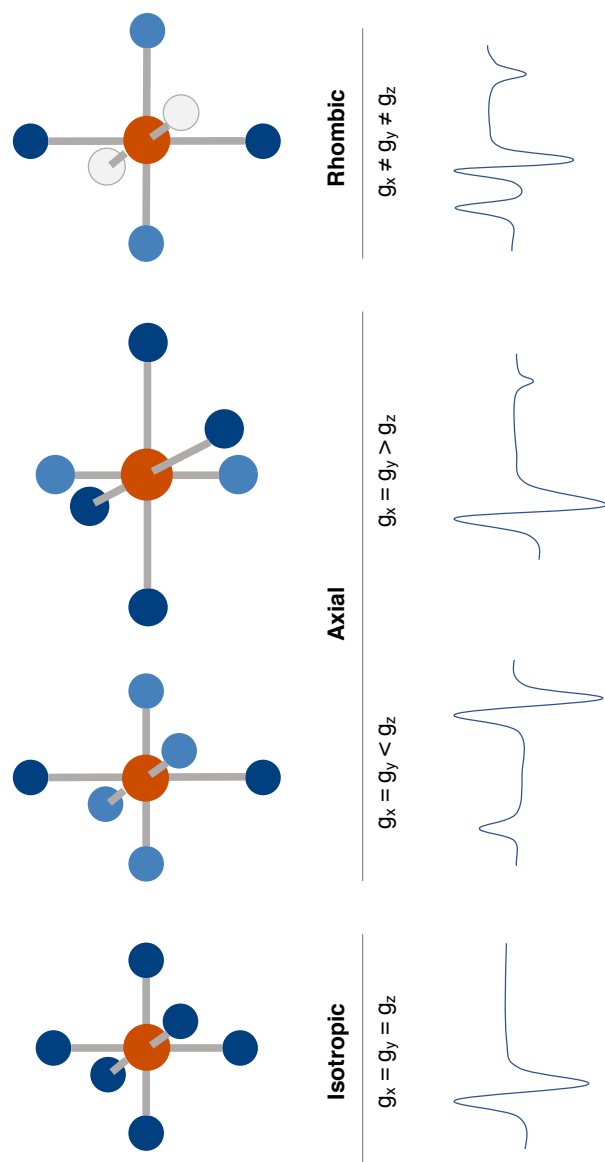 Isotropic
gx = gy = gz
Axial
gx = gy < gz
gx = gy > gz
Rhombic
gx ≠ gy ≠ gz